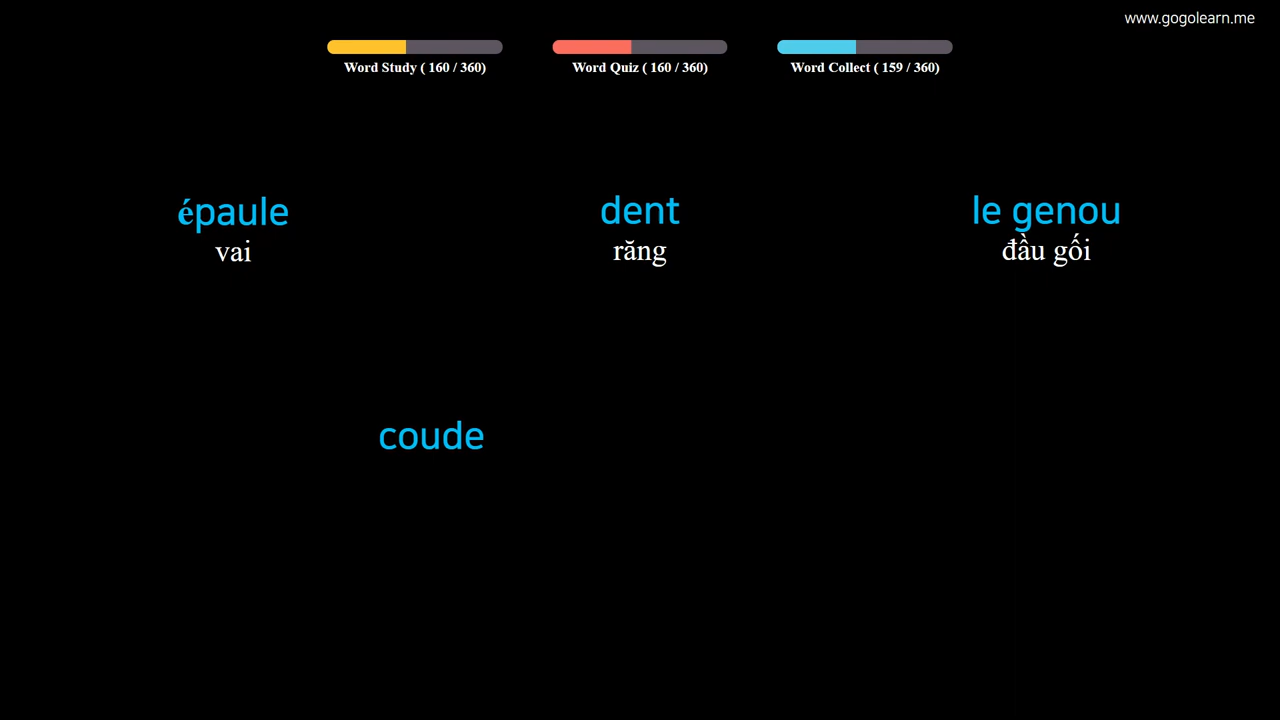 www.gogolearn.me
Word Study ( 160 / 360)
Word Quiz ( 160 / 360)
Word Collect ( 159 / 360)
épaule
vai
dent
răng
le genou
đầu gối
coude